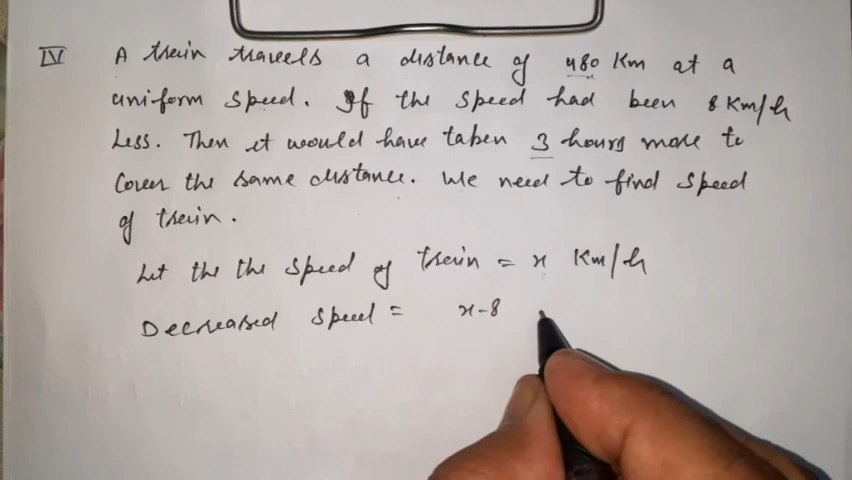 IV A train travels a distance of 480 Km at a
uniform speed. If the speed had been 8 Km/h
Less. Then it would have taken 3 hours more to
Cover the same distance. We need to find speed
of train.
Let the the speed of train = x Km/h
Decreased speed = x-8